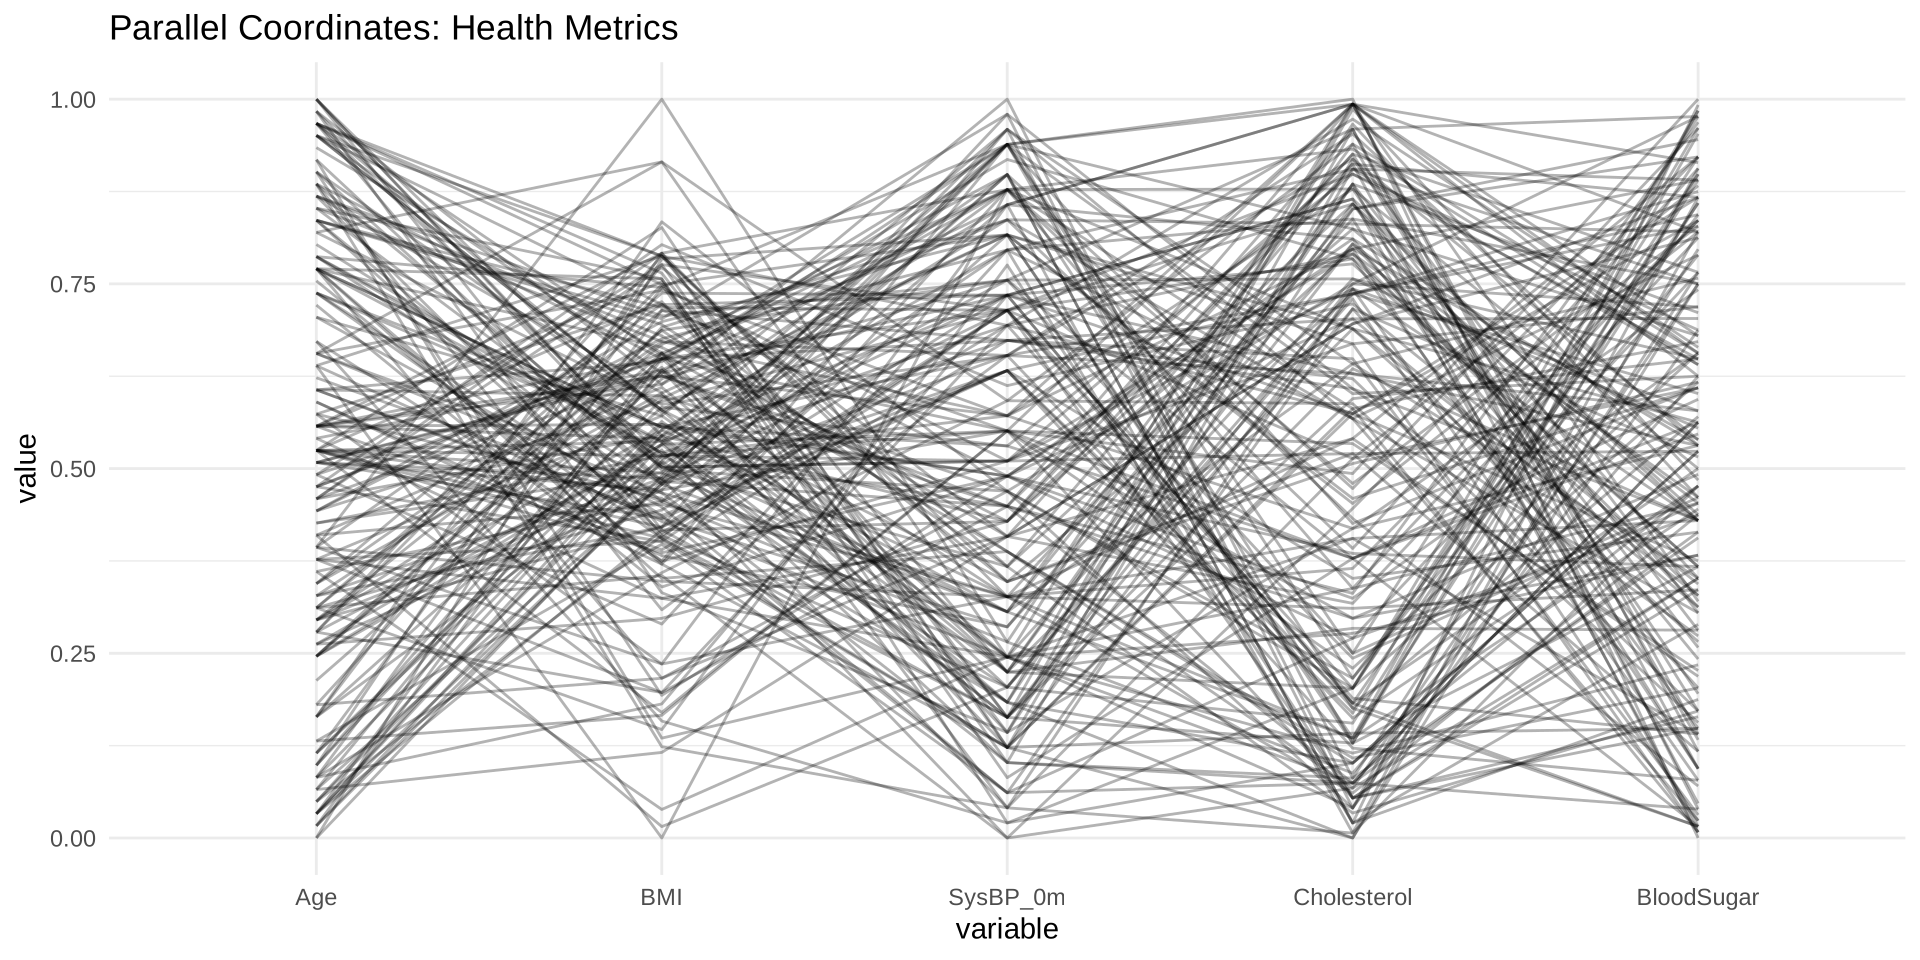 Parallel Coordinates: Health Metrics
1.00
0.75
0.50
0.25
0.00
value
Age BMI SysBP_0m Cholesterol BloodSugar
variable